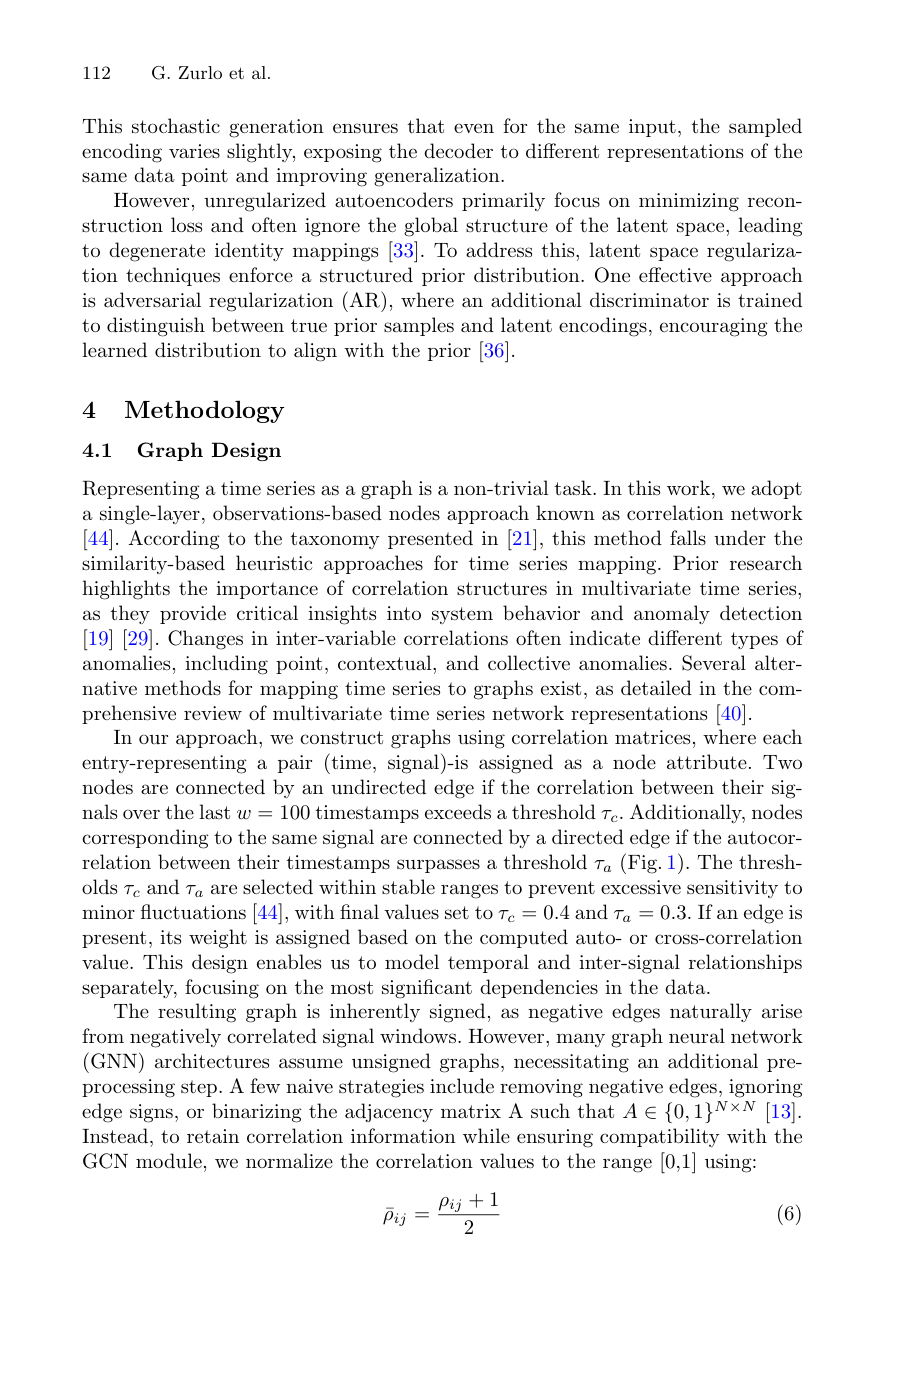 112 G. Zurlo et al.
This stochastic generation ensures that even for the same input, the sampled
encoding varies slightly, exposing the decoder to different representations of the
same data point and improving generalization.
However, unregularized autoencoders primarily focus on minimizing recon-
struction loss and often ignore the global structure of the latent space, leading
to degenerate identity mappings [33]. To address this, latent space regulariza-
tion techniques enforce a structured prior distribution. One effective approach
is adversarial regularization (AR), where an additional discriminator is trained
to distinguish between true prior samples and latent encodings, encouraging the
learned distribution to align with the prior [36].
4 Methodology
4.1 Graph Design
Representing a time series as a graph is a non-trivial task. In this work, we adopt
a single-layer, observations-based nodes approach known as correlation network
[44]. According to the taxonomy presented in [21], this method falls under the
similarity-based heuristic approaches for time series mapping. Prior research
highlights the importance of correlation structures in multivariate time series,
as they provide critical insights into system behavior and anomaly detection
[19] [29]. Changes in inter-variable correlations often indicate different types of
anomalies, including point, contextual, and collective anomalies. Several alter-
native methods for mapping time series to graphs exist, as detailed in the com-
prehensive review of multivariate time series network representations [40].
In our approach, we construct graphs using correlation matrices, where each
entry-representing a pair (time, signal)-is assigned as a node attribute. Two
nodes are connected by an undirected edge if the correlation between their sig-
nals over the last w = 100 timestamps exceeds a threshold τc. Additionally, nodes
corresponding to the same signal are connected by a directed edge if the autocor-
relation between their timestamps surpasses a threshold τa (Fig. 1). The thresh-
olds τc and τa are selected within stable ranges to prevent excessive sensitivity to
minor fluctuations [44], with final values set to τc = 0.4 and τa = 0.3. If an edge is
present, its weight is assigned based on the computed auto- or cross-correlation
value. This design enables us to model temporal and inter-signal relationships
separately, focusing on the most significant dependencies in the data.
The resulting graph is inherently signed, as negative edges naturally arise
from negatively correlated signal windows. However, many graph neural network
(GNN) architectures assume unsigned graphs, necessitating an additional pre-
processing step. A few naive strategies include removing negative edges, ignoring
edge signs, or binarizing the adjacency matrix A such that A ∈ {0, 1}^{N×N} [13].
Instead, to retain correlation information while ensuring compatibility with the
GCN module, we normalize the correlation values to the range [0,1] using:
ρ̄ij = (ρij + 1) / 2 (6)